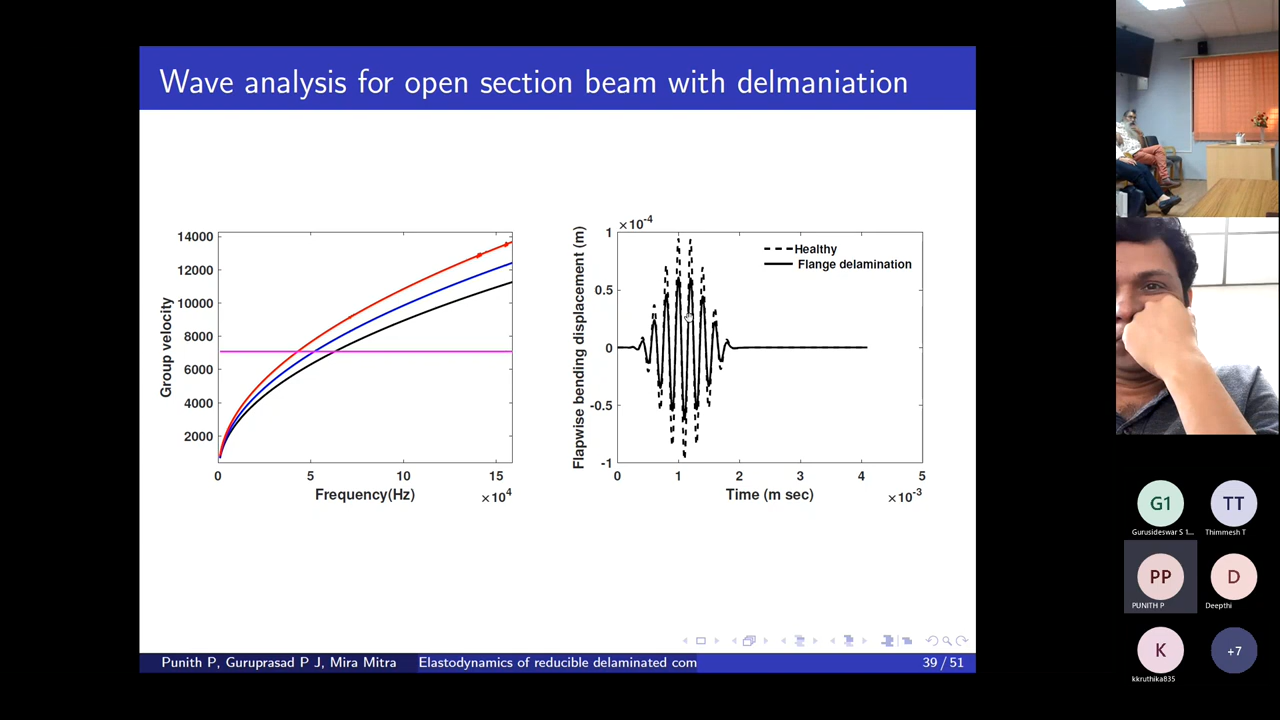 Wave analysis for open section beam with delmaniation
14000
12000
10000
8000
6000
4000
2000
Group velocity
0 5 10 15
Frequency(Hz)
×10⁴
×10⁻⁴
1
0.5
0
-0.5
-1
Flapwise bending displacement (m)
Healthy
Flange delamination
0 1 2 3 4 5
Time (m sec)
×10⁻³
Punith P, Guruprasad P J, Mira Mitra
Elastodynamics of reducible delaminated com
39 / 51
G1
TT
Gurusideswar S 1...
Thimmesh T
PP
D
PUNITH P
Deepthi
K
+7
kkruthika835